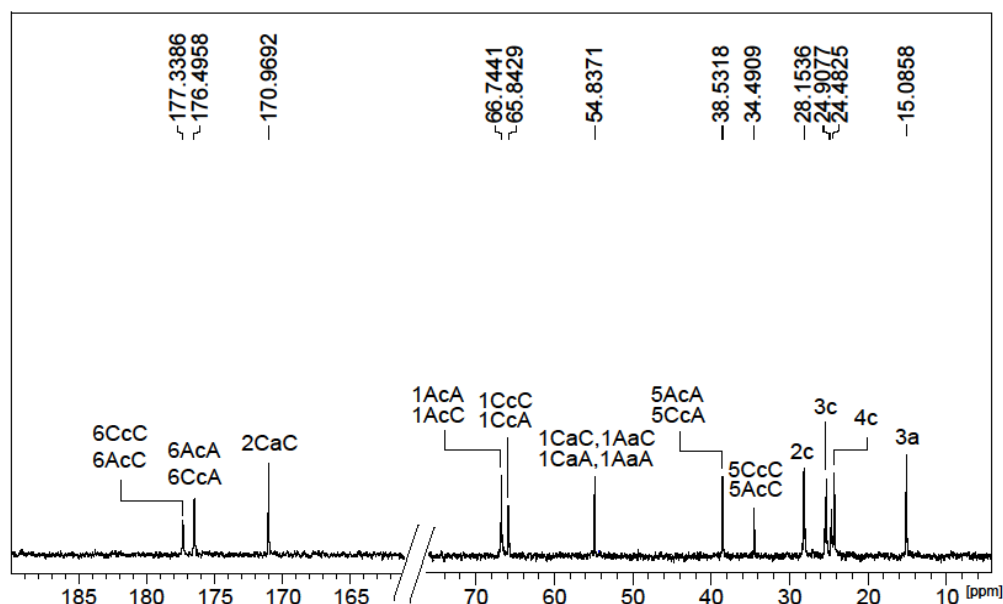 177.3386
176.4958
170.9692
66.7441
65.8429
54.8371
38.5318
34.4909
28.1536
24.9077
24.4825
15.0858
6CcC
6AcC
6AcA
6CcA
2CaC
1AcA
1AcC
1CcC
1CcA
1CaC,1AaC
1CaA,1AaA
5AcA
5CcA
5CcC
5AcC
2c
3c
4c
3a
185 180 175 170 165 70 60 50 40 30 20 10 [ppm]